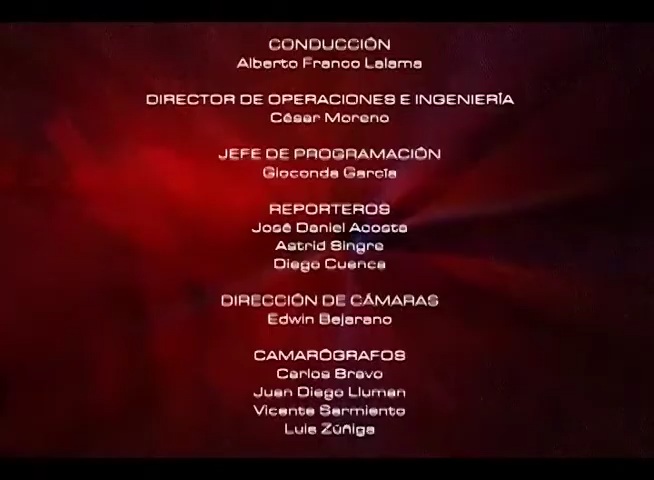 CONDUCCIÓN
Alberto Franco Lalama
DIRECTOR DE OPERACIONES E INGENIERÍA
César Moreno
JEFE DE PROGRAMACIÓN
Gioconda García
REPORTEROS
José Daniel Acosta
Astrid Singre
Diego Cuenca
DIRECCIÓN DE CÁMARAS
Edwin Bejarano
CAMARÓGRAFOS
Carlos Bravo
Juan Diego Lluman
Vicente Sarmiento
Luis Zúñiga